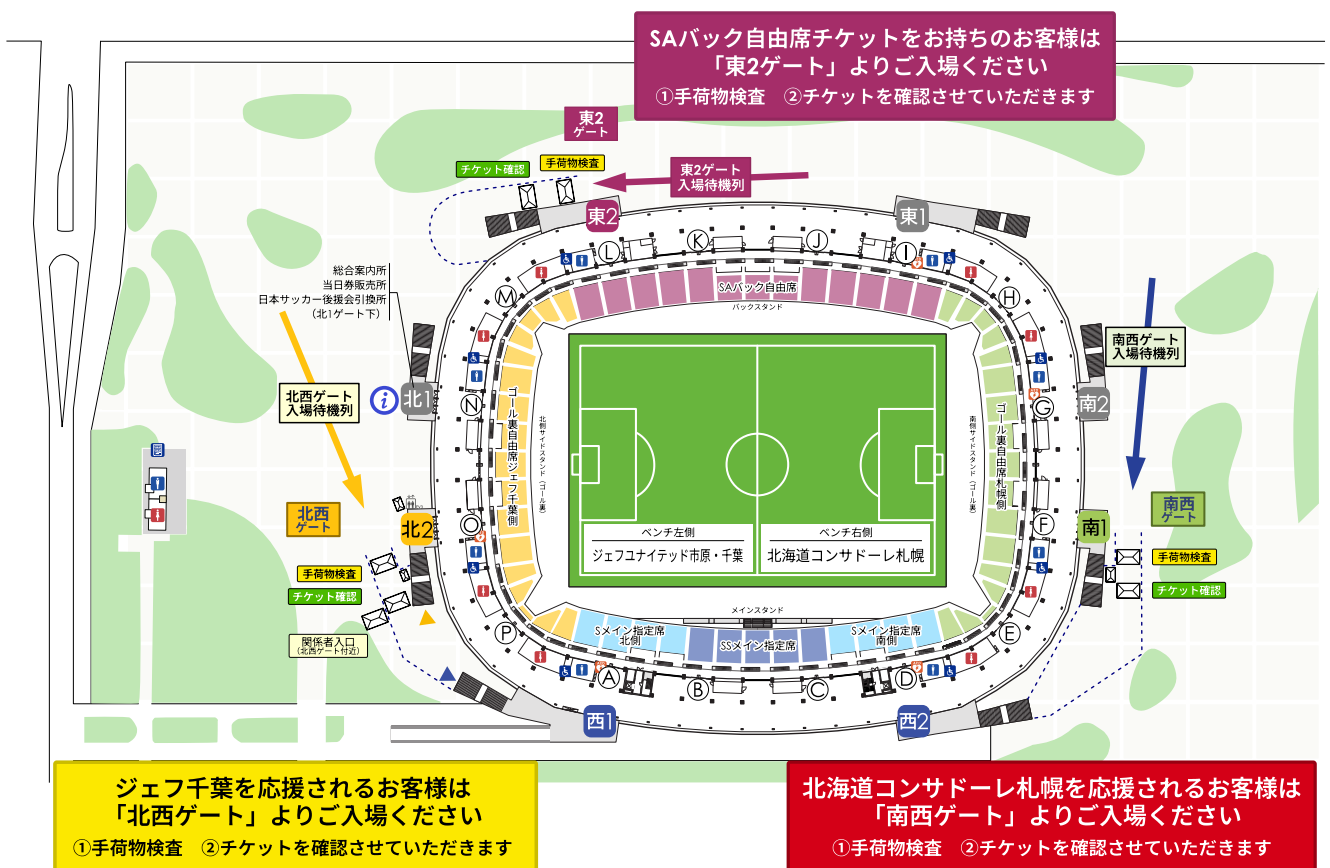 SAバック自由席チケットをお持ちのお客様は
「東2ゲート」よりご入場ください
①手荷物検査　②チケットを確認させていただきます
東2
ゲート
チケット確認
手荷物検査
東2ゲート
入場待機列
東2
東1
L
K
J
I
M
H
SAバック自由席
バックスタンド
総合案内所
当日券販売所
日本サッカー後援会引換所
（北1ゲート下）
北西ゲート
入場待機列
i
北1
N
ゴール裏自由席ジェフ千葉側
北側サイドスタンド（ゴール裏）
南側サイドスタンド（ゴール裏）
ゴール裏自由席札幌側
G
南2
南西ゲート
入場待機列
北西
ゲート
北2
O
F
南1
南西
ゲート
ベンチ左側
ジェフユナイテッド市原・千葉
ベンチ右側
北海道コンサドーレ札幌
手荷物検査
チケット確認
関係者入口
（北西ゲート付近）
手荷物検査
チケット確認
メインスタンド
P
E
Sメイン指定席
北側
SSメイン指定席
Sメイン指定席
南側
A
B
C
D
西1
西2
ジェフ千葉を応援されるお客様は
「北西ゲート」よりご入場ください
①手荷物検査　②チケットを確認させていただきます
北海道コンサドーレ札幌を応援されるお客様は
「南西ゲート」よりご入場ください
①手荷物検査　②チケットを確認させていただきます